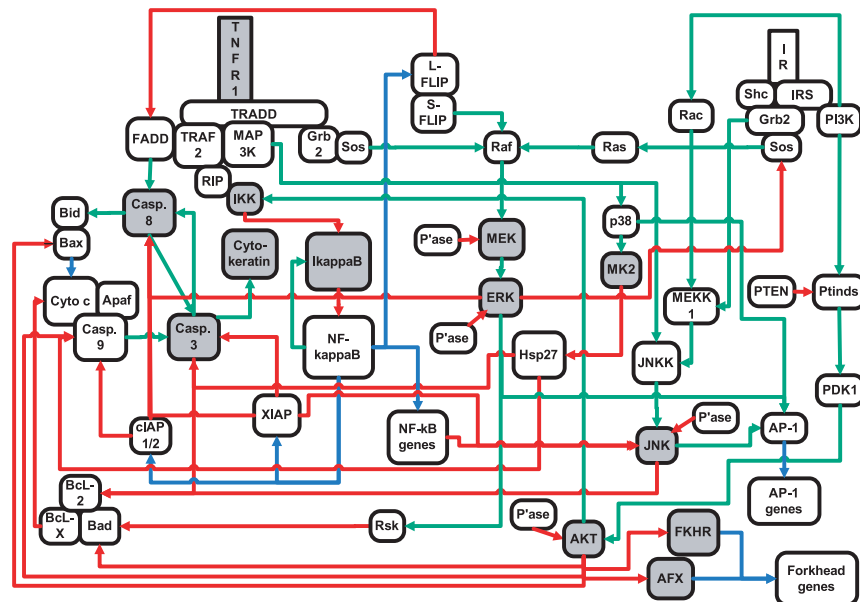 T
N
F
R
1
L-
FLIP
S-
FLIP
I
R
Shc
IRS
Grb2
PI3K
Sos
Rac
TRADD
FADD
TRAF
2
MAP
3K
Grb
2
Sos
Raf
Ras
RIP
IKK
Casp.
8
Bid
Bax
Cyto-
keratin
IkappaB
P'ase
MEK
p38
MK2
Cyto c
Apaf
Casp.
9
Casp.
3
NF-
kappaB
ERK
P'ase
Hsp27
MEKK
1
PTEN
Ptinds
JNKK
PDK1
cIAP
1/2
XIAP
NF-kB
genes
P'ase
JNK
AP-1
AP-1
genes
BcL-
2
BcL-
X
Bad
Rsk
P'ase
AKT
FKHR
AFX
Forkhead
genes